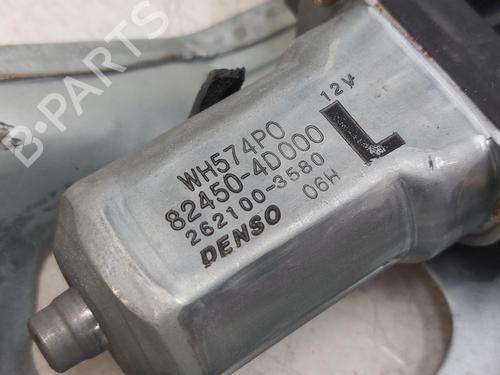 B-PARTS
12V
L
WH574P0
82450-4D000
262100-3580
06H
DENSO